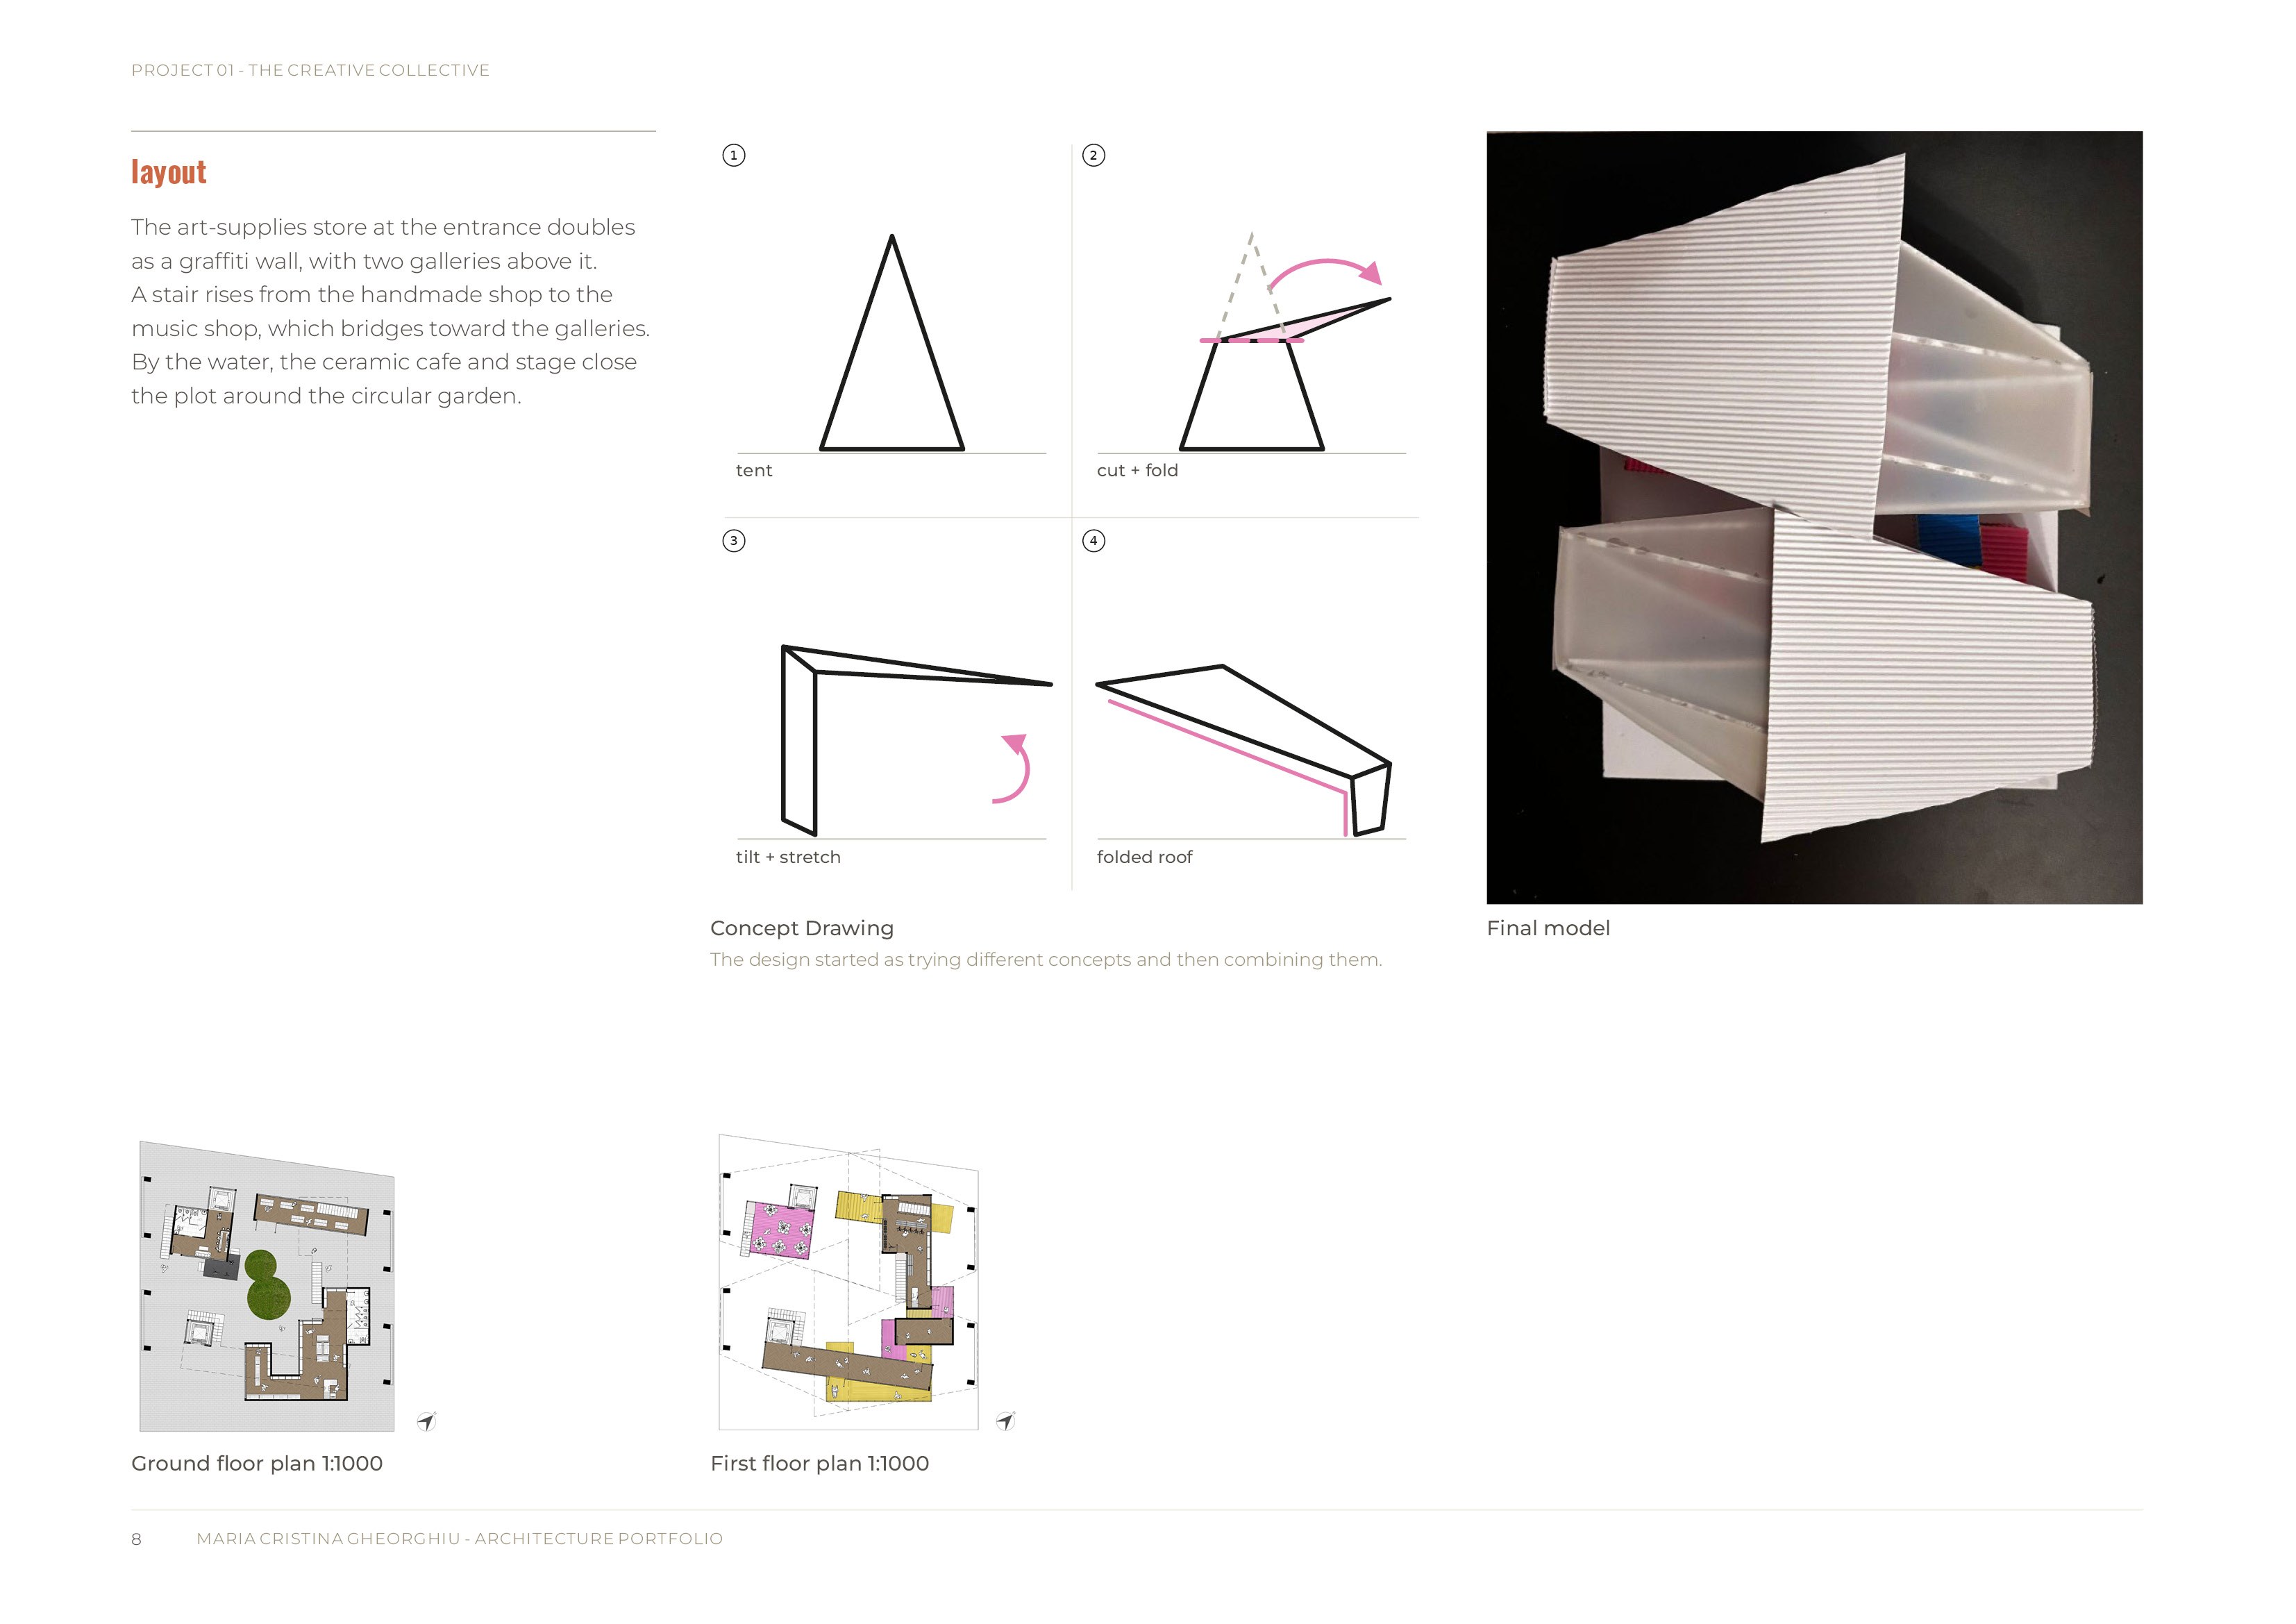 PROJECT 01 - THE CREATIVE COLLECTIVE
layout
The art-supplies store at the entrance doubles
as a graffiti wall, with two galleries above it.
A stair rises from the handmade shop to the
music shop, which bridges toward the galleries.
By the water, the ceramic cafe and stage close
the plot around the circular garden.
1
tent
2
cut + fold
3
tilt + stretch
4
folded roof
Concept Drawing
The design started as trying different concepts and then combining them.
Final model
Ground floor plan 1:1000
First floor plan 1:1000
8
MARIA CRISTINA GHEORGHIU - ARCHITECTURE PORTFOLIO